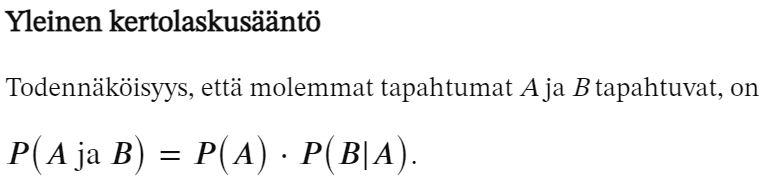 Yleinen kertolaskusääntö
Todennäköisyys, että molemmat tapahtumat A ja B tapahtuvat, on
P(A ja B) = P(A) · P(B|A).